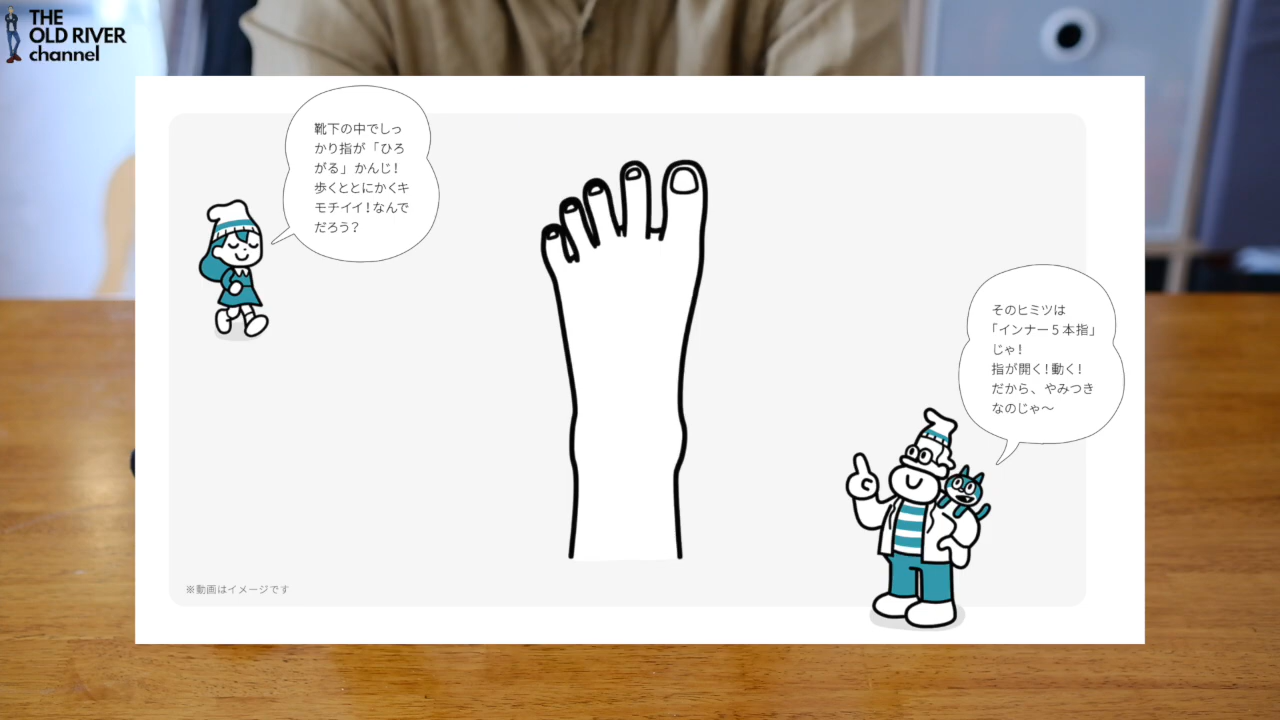 THE
OLD RIVER
channel
靴下の中でしっ
かり指が「ひろ
がる」かんじ！
歩くととにかくキ
モチイイ！なんで
だろう？
そのヒミツは
「インナー５本指」
じゃ！
指が開く！動く！
だから、やみつき
なのじゃ〜
※動画はイメージです